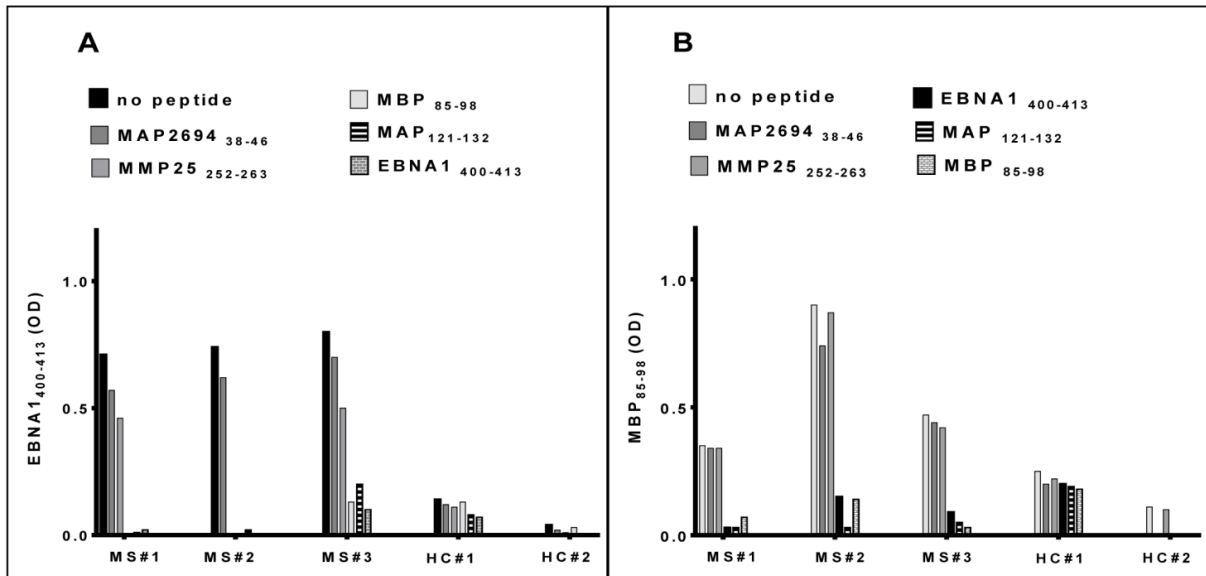 A
no peptide
MAP2694 38-46
MMP25 252-263
MBP 85-98
MAP121-132
EBNA1 400-413
EBNA1400-413 (OD)
1.0
0.5
0.0
MS#1 MS#2 MS#3 HC#1 HC#2
B
no peptide
MAP2694 38-46
MMP25 252-263
EBNA1 400-413
MAP 121-132
MBP 85-98
MBP85-98 (OD)
1.0
0.5
0.0
MS#1 MS#2 MS#3 HC#1 HC#2